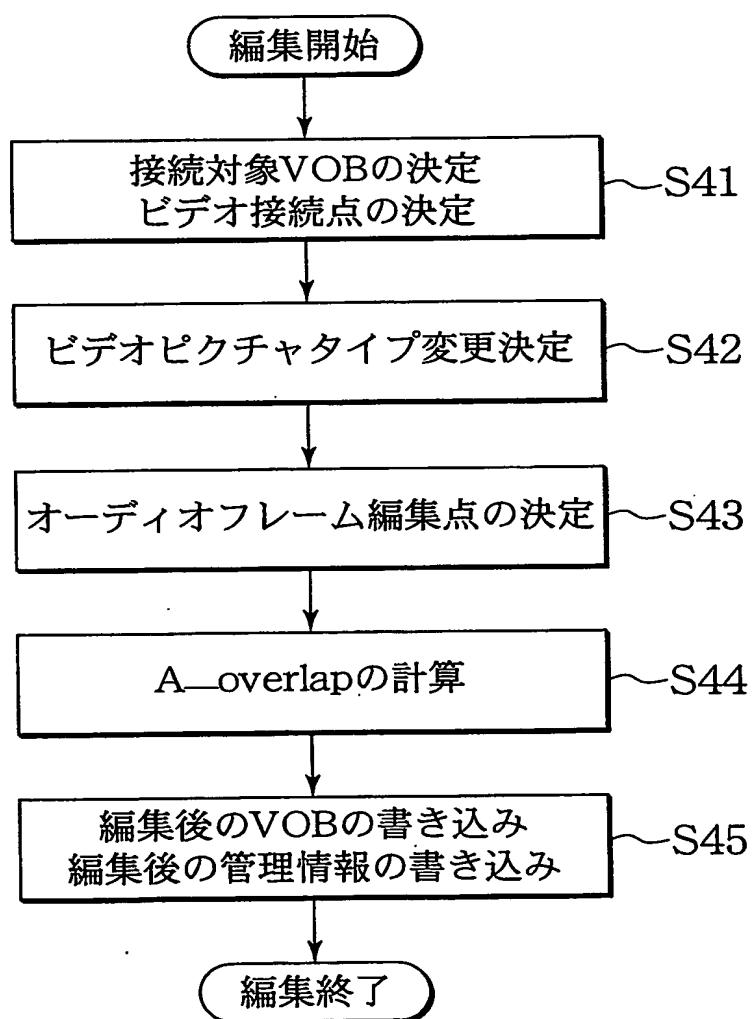 編集開始
接続対象VOBの決定
ビデオ接続点の決定
S41
ビデオピクチャタイプ変更決定
S42
オーディオフレーム編集点の決定
S43
A_overlapの計算
S44
編集後のVOBの書き込み
編集後の管理情報の書き込み
S45
編集終了